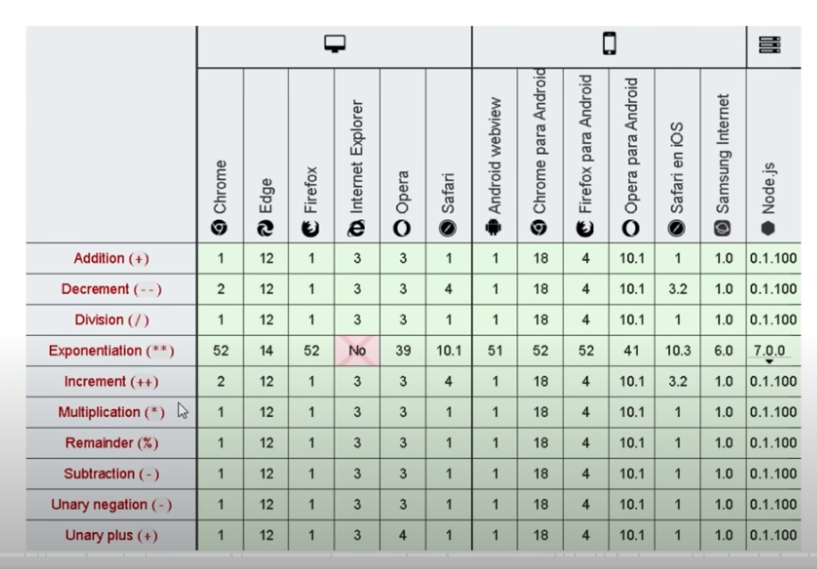 Chrome Edge Firefox Internet Explorer Opera Safari Android webview Chrome para Android Firefox para Android Opera para Android Safari en iOS Samsung Internet Node.js
Addition (+) 1 12 1 3 3 1 1 18 4 10.1 1 1.0 0.1.100
Decrement (--) 2 12 1 3 3 4 1 18 4 10.1 3.2 1.0 0.1.100
Division (/) 1 12 1 3 3 1 1 18 4 10.1 1 1.0 0.1.100
Exponentiation (**) 52 14 52 No 39 10.1 51 52 52 41 10.3 6.0 7.0.0
Increment (++) 2 12 1 3 3 4 1 18 4 10.1 3.2 1.0 0.1.100
Multiplication (*) 1 12 1 3 3 1 1 18 4 10.1 1 1.0 0.1.100
Remainder (%) 1 12 1 3 3 1 1 18 4 10.1 1 1.0 0.1.100
Subtraction (-) 1 12 1 3 3 1 1 18 4 10.1 1 1.0 0.1.100
Unary negation (-) 1 12 1 3 3 1 1 18 4 10.1 1 1.0 0.1.100
Unary plus (+) 1 12 1 3 4 1 1 18 4 10.1 1 1.0 0.1.100